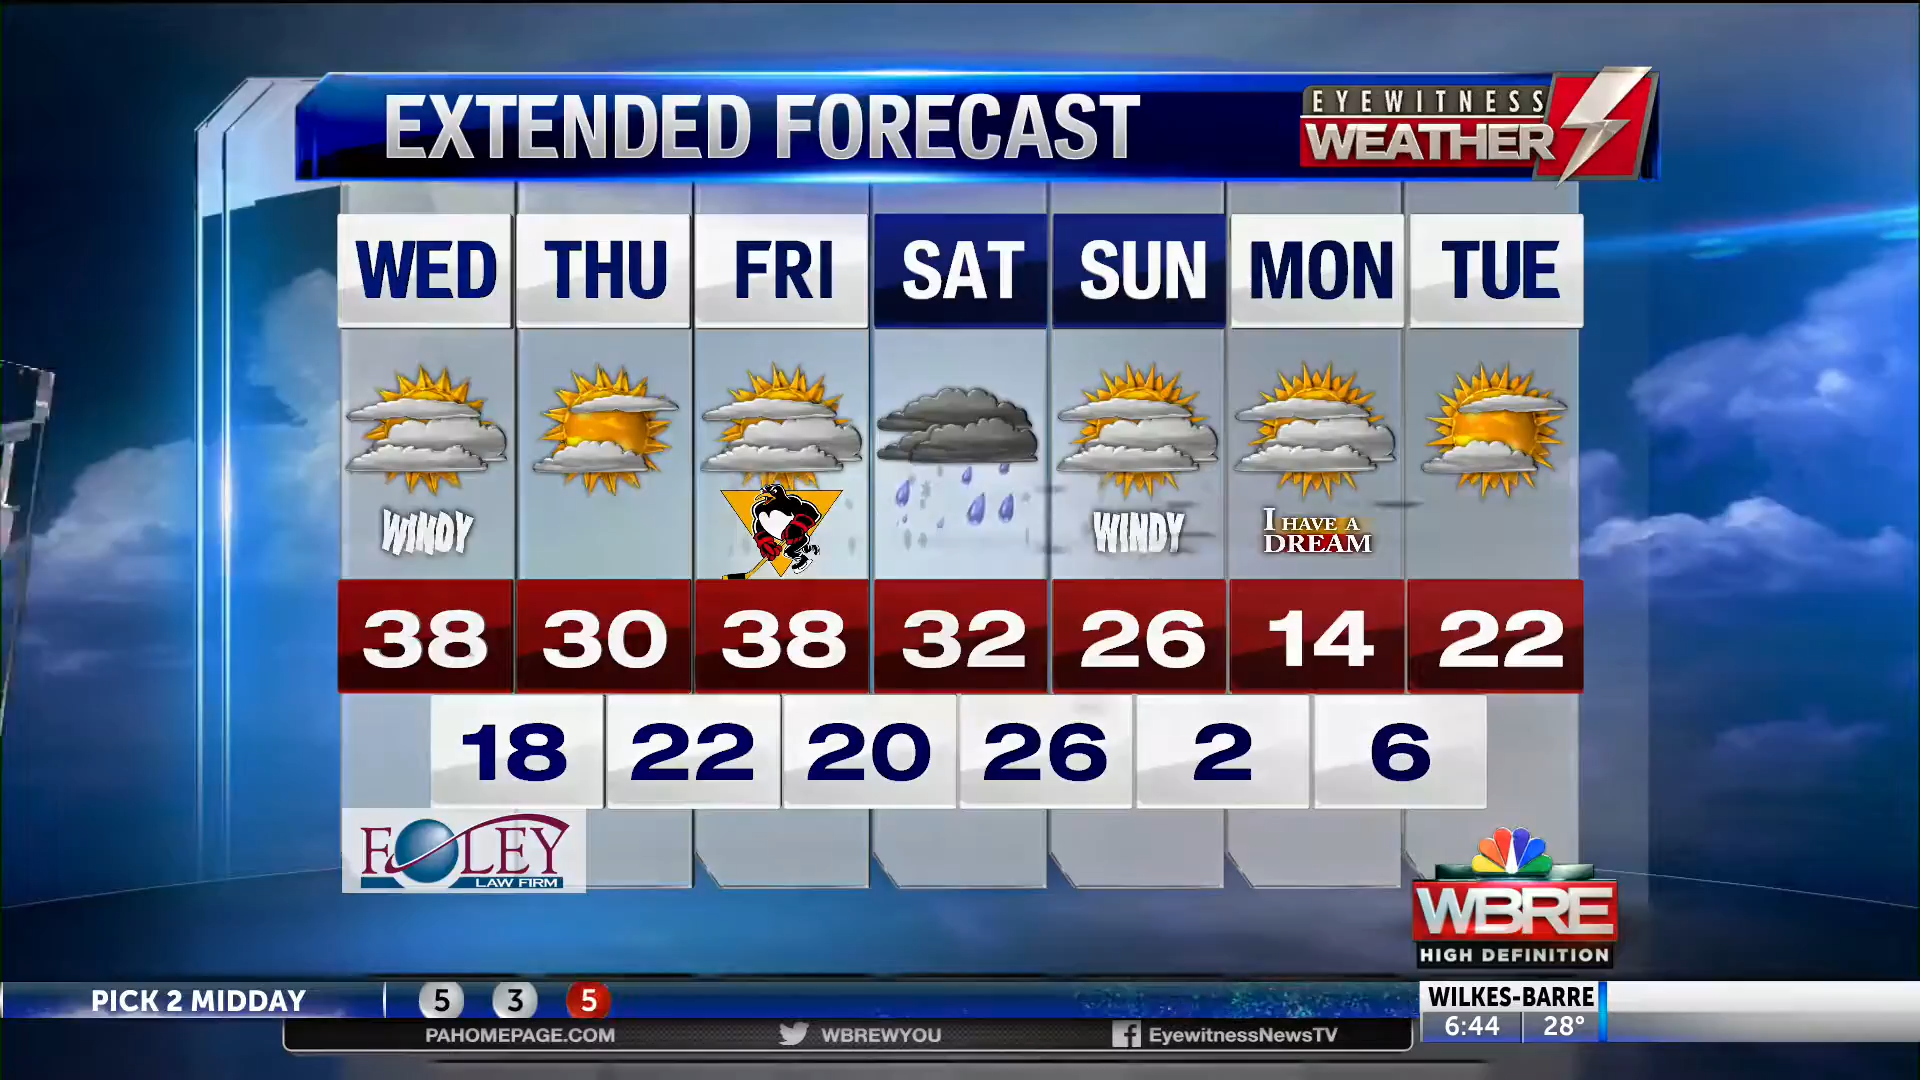 EXTENDED FORECAST
EYEWITNESS
WEATHER
WED THU FRI SAT SUN MON TUE
WINDY
WINDY
I HAVE A
DREAM
38 30 38 32 26 14 22
18 22 20 26 2 6
FOLEY
LAW FIRM
WBRE
HIGH DEFINITION
PICK 2 MIDDAY 5 3 5
WILKES-BARRE
6:44 28°
PAHOMEPAGE.COM WBREWYOU EyewitnessNewsTV